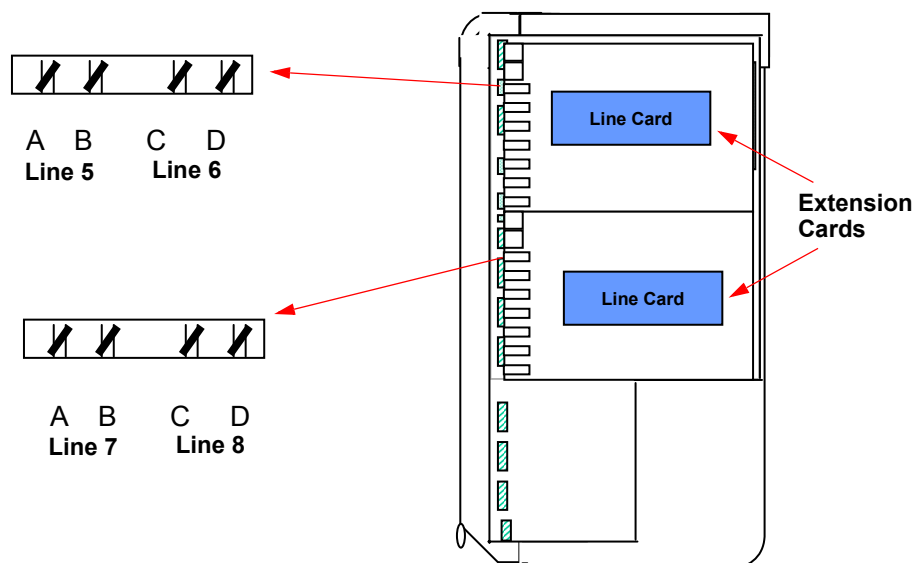 A B C D
Line 5 Line 6
Line Card
Extension
Cards
Line Card
A B C D
Line 7 Line 8